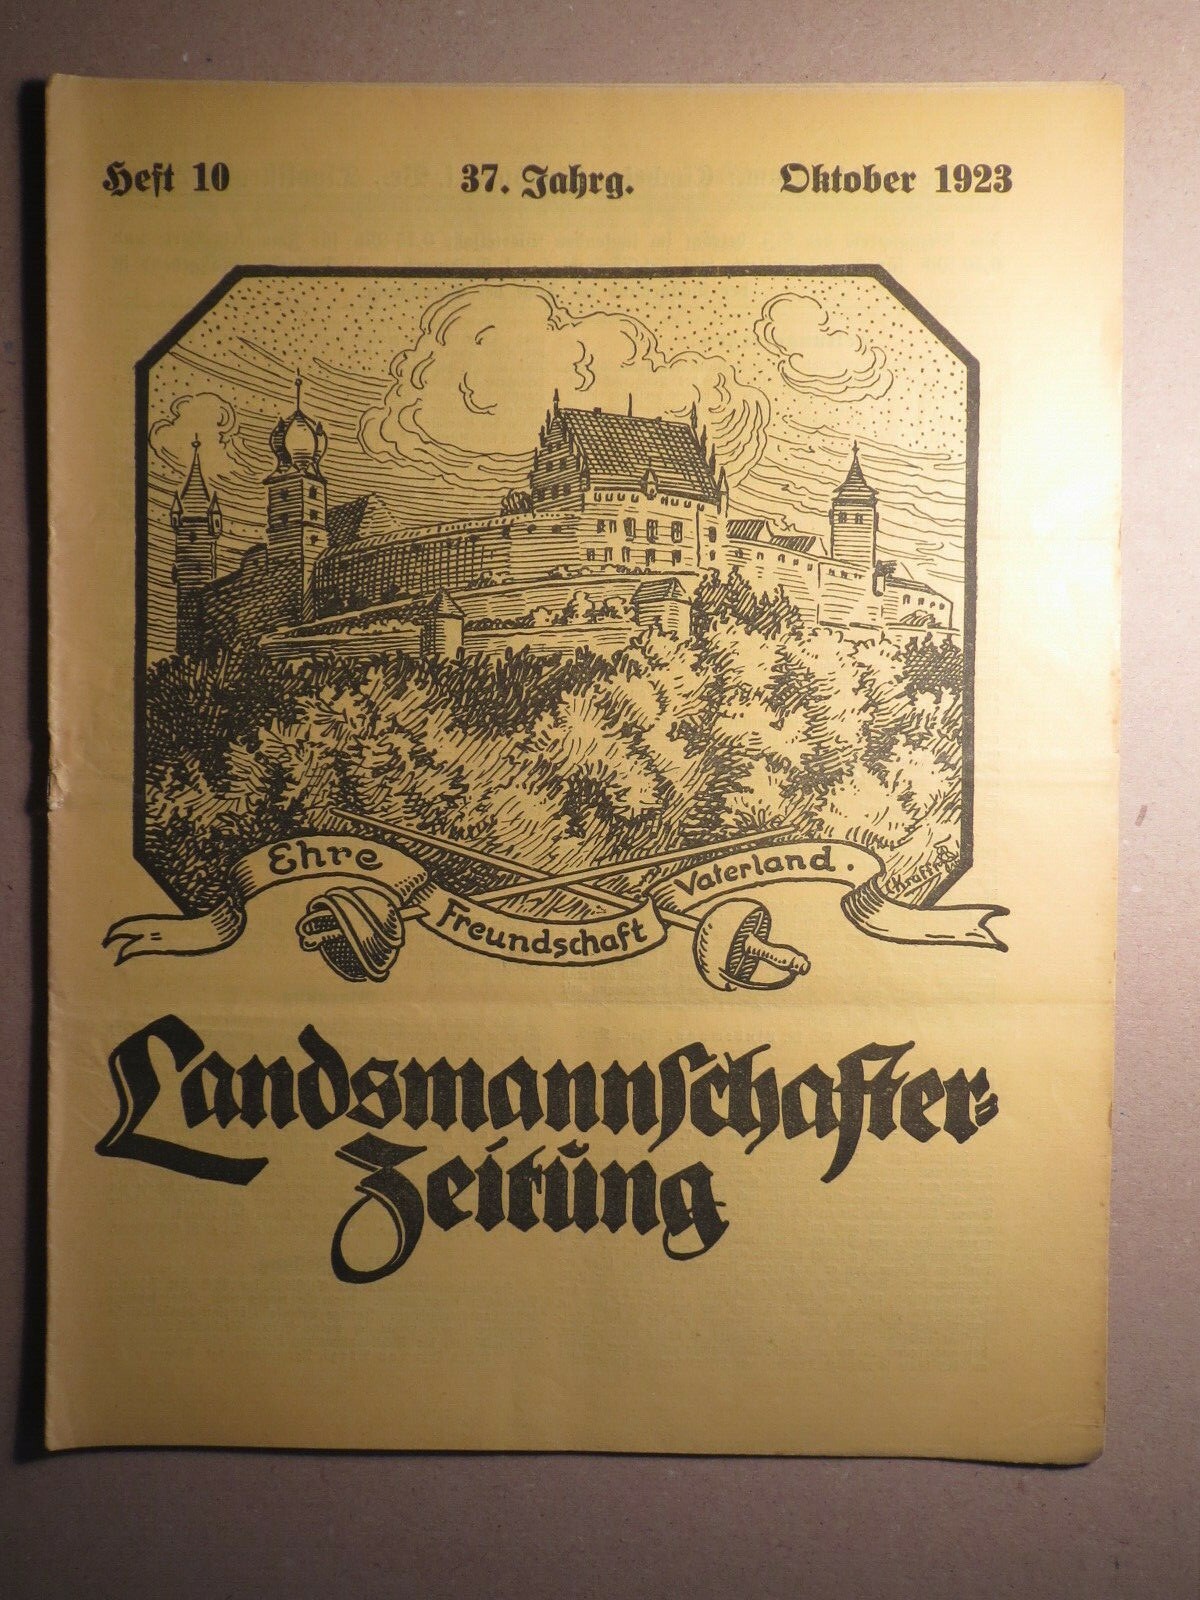 Heft 10 37. Jahrg. Oktober 1923
Ehre
Freundschaft
Vaterland.
Landsmannschafter-
Zeitung